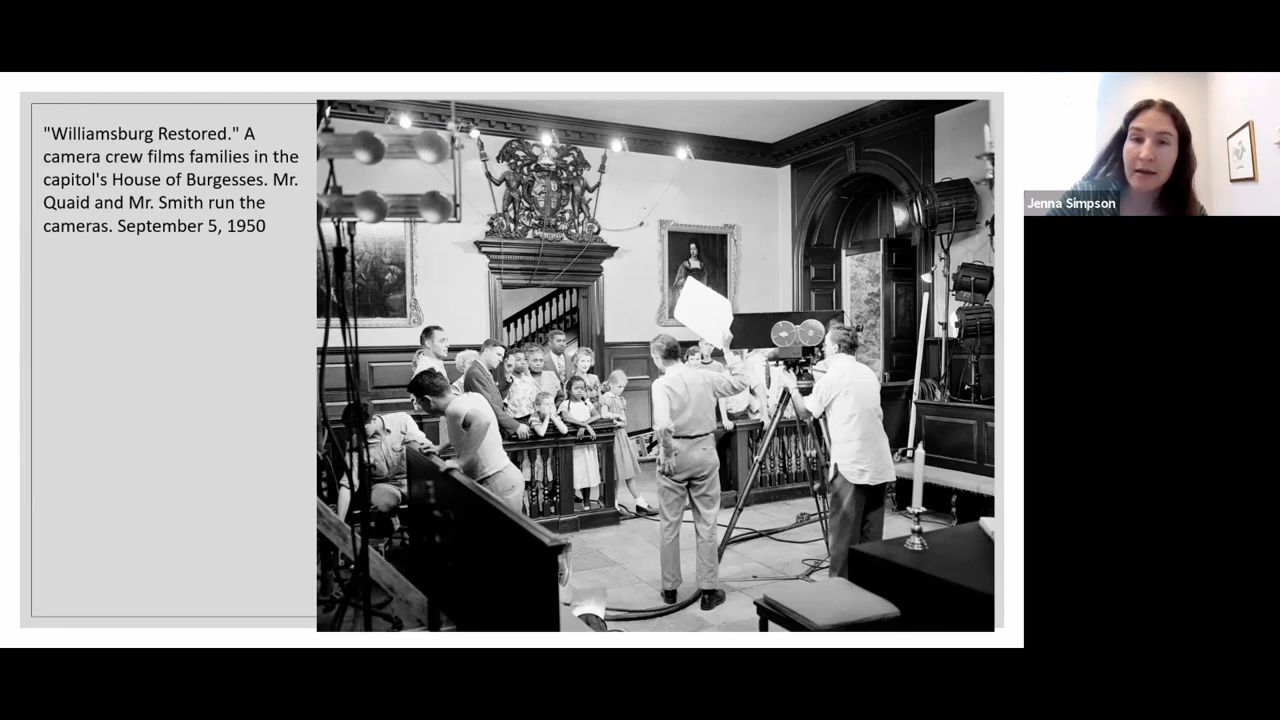 "Williamsburg Restored." A
camera crew films families in the
capitol's House of Burgesses. Mr.
Quaid and Mr. Smith run the
cameras. September 5, 1950
Jenna Simpson